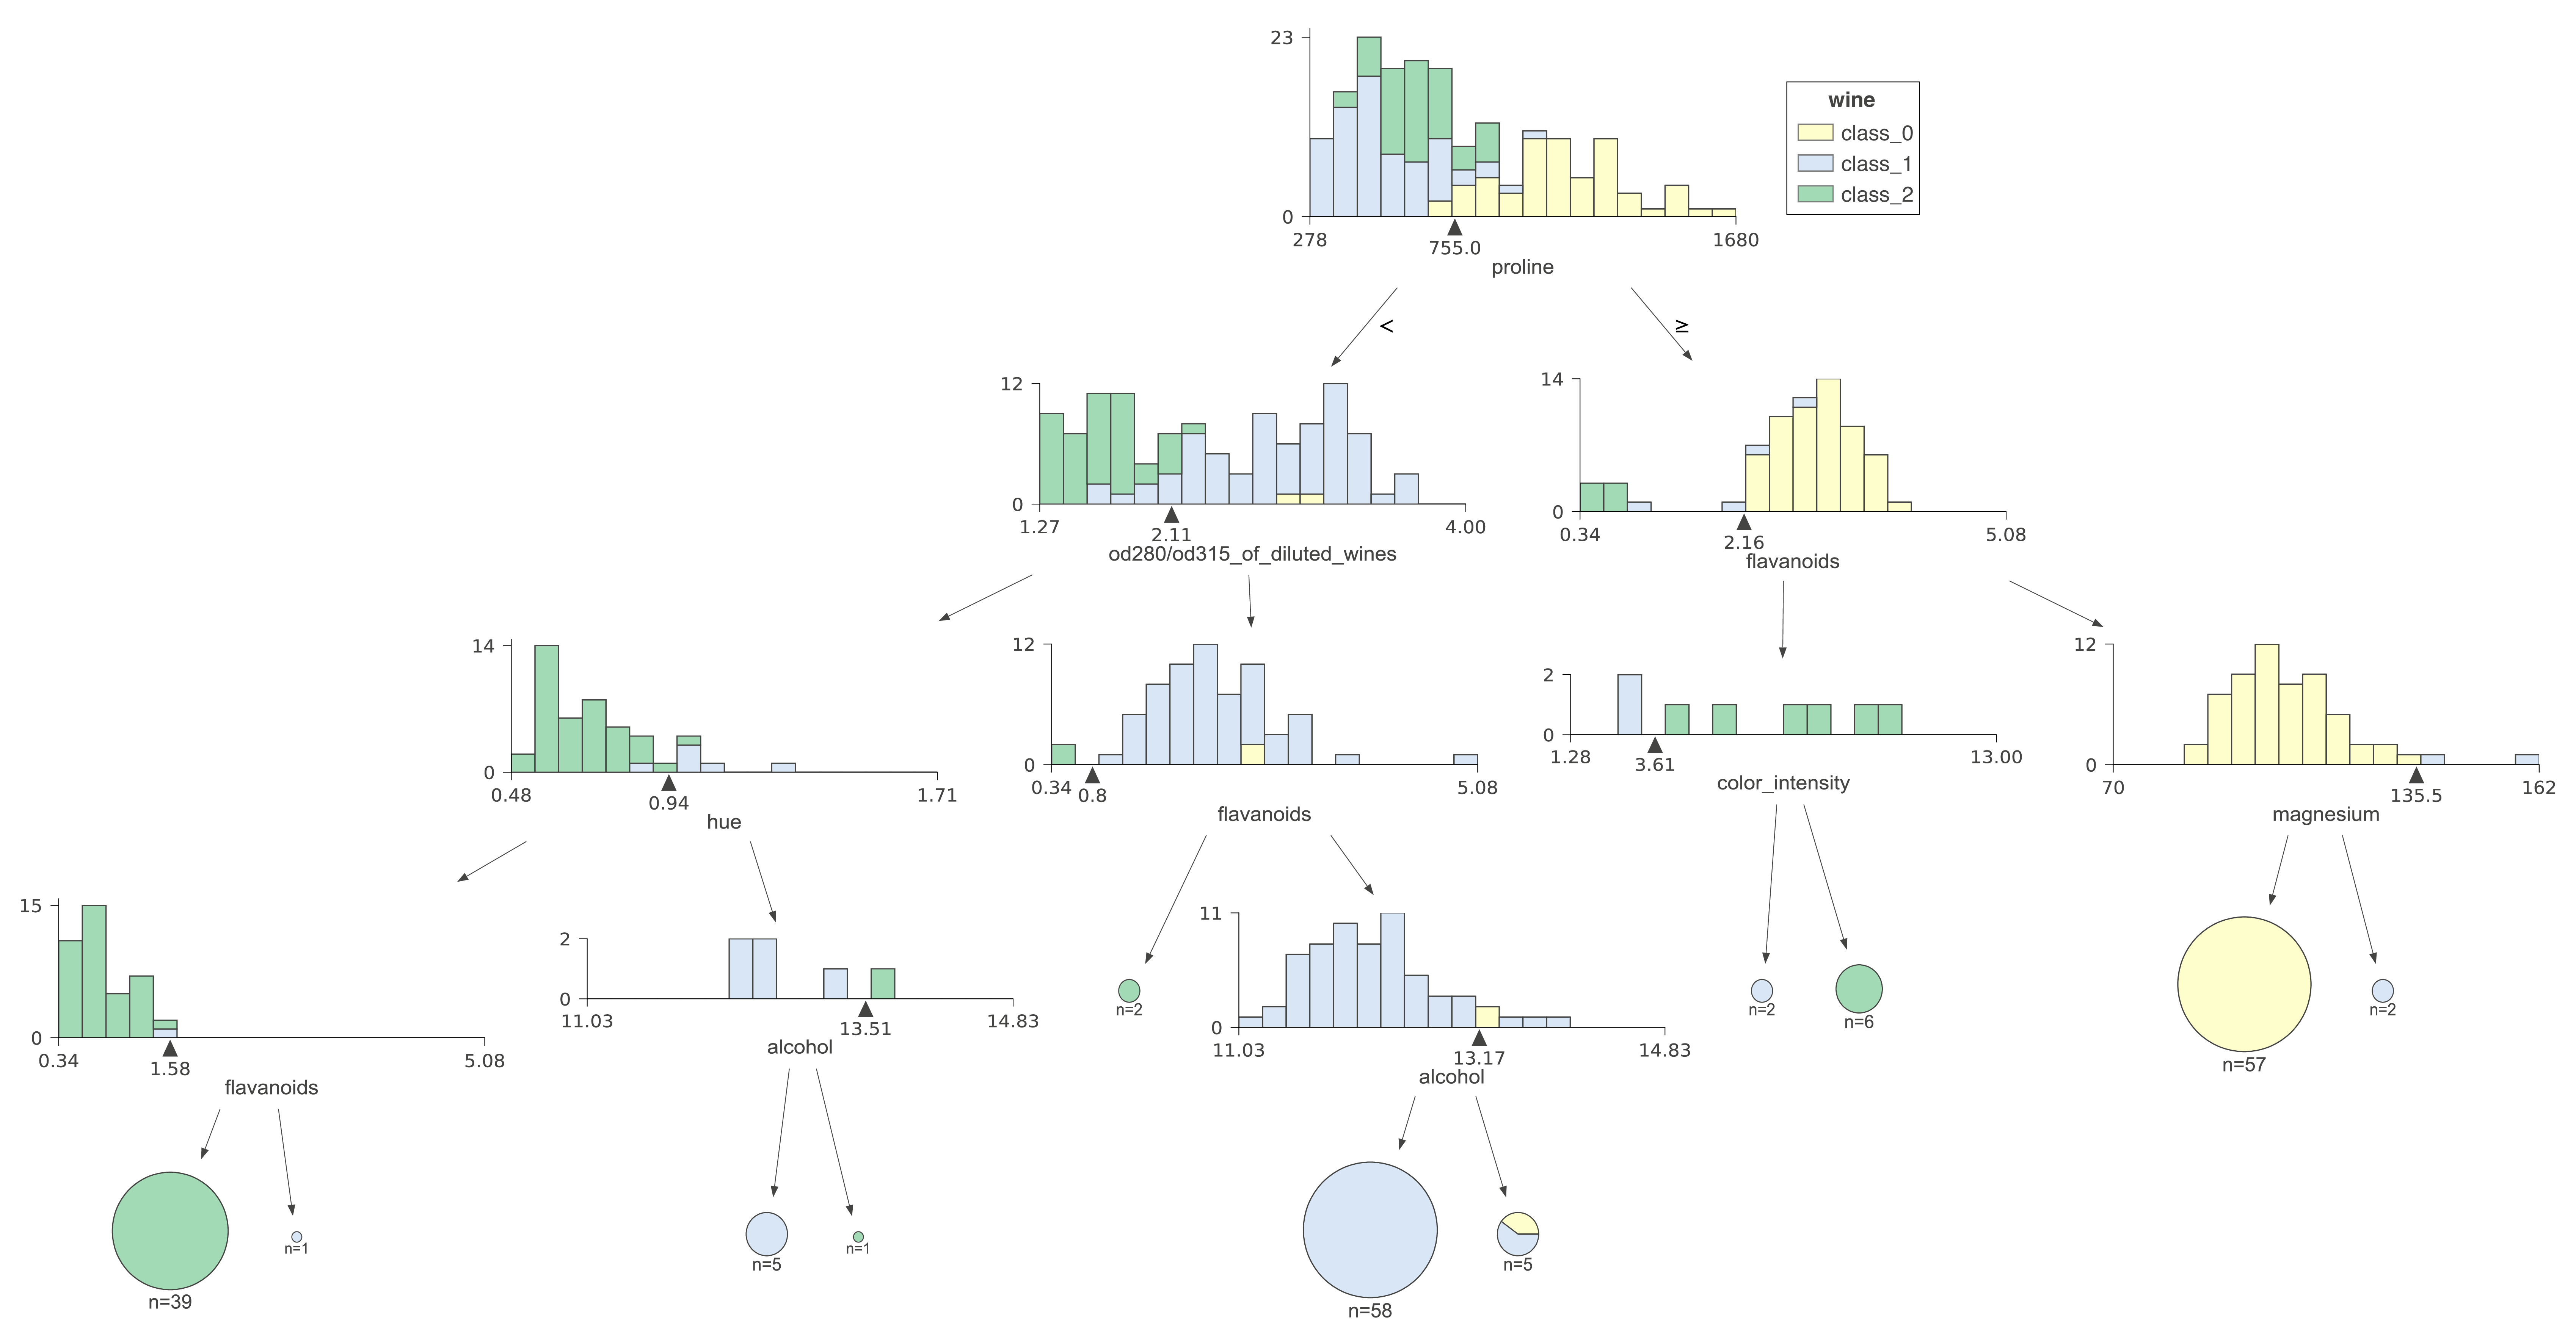 23
0
278
755.0
1680
proline
wine
class_0
class_1
class_2
<
≥
12
0
1.27
2.11
4.00
od280/od315_of_diluted_wines
14
0
0.34
2.16
5.08
flavanoids
14
0
0.48
0.94
1.71
hue
12
0
0.34
0.8
5.08
flavanoids
2
0
1.28
3.61
13.00
color_intensity
12
0
70
135.5
162
magnesium
15
0
0.34
1.58
5.08
flavanoids
2
0
11.03
13.51
14.83
alcohol
n=2
11
0
11.03
13.17
14.83
alcohol
n=2
n=6
n=57
n=2
n=39
n=1
n=5
n=1
n=58
n=5